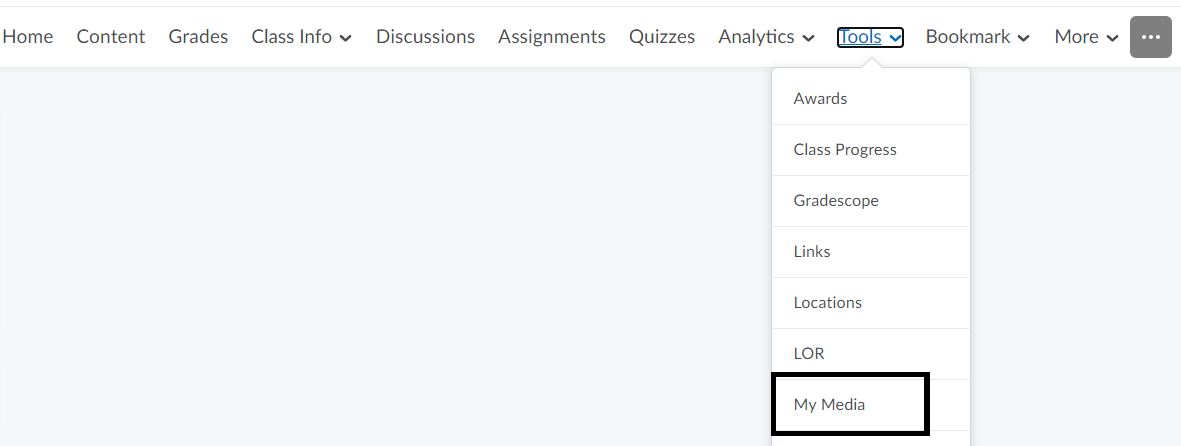 Home Content Grades Class Info Discussions Assignments Quizzes Analytics Tools Bookmark More
Awards
Class Progress
Gradescope
Links
Locations
LOR
My Media